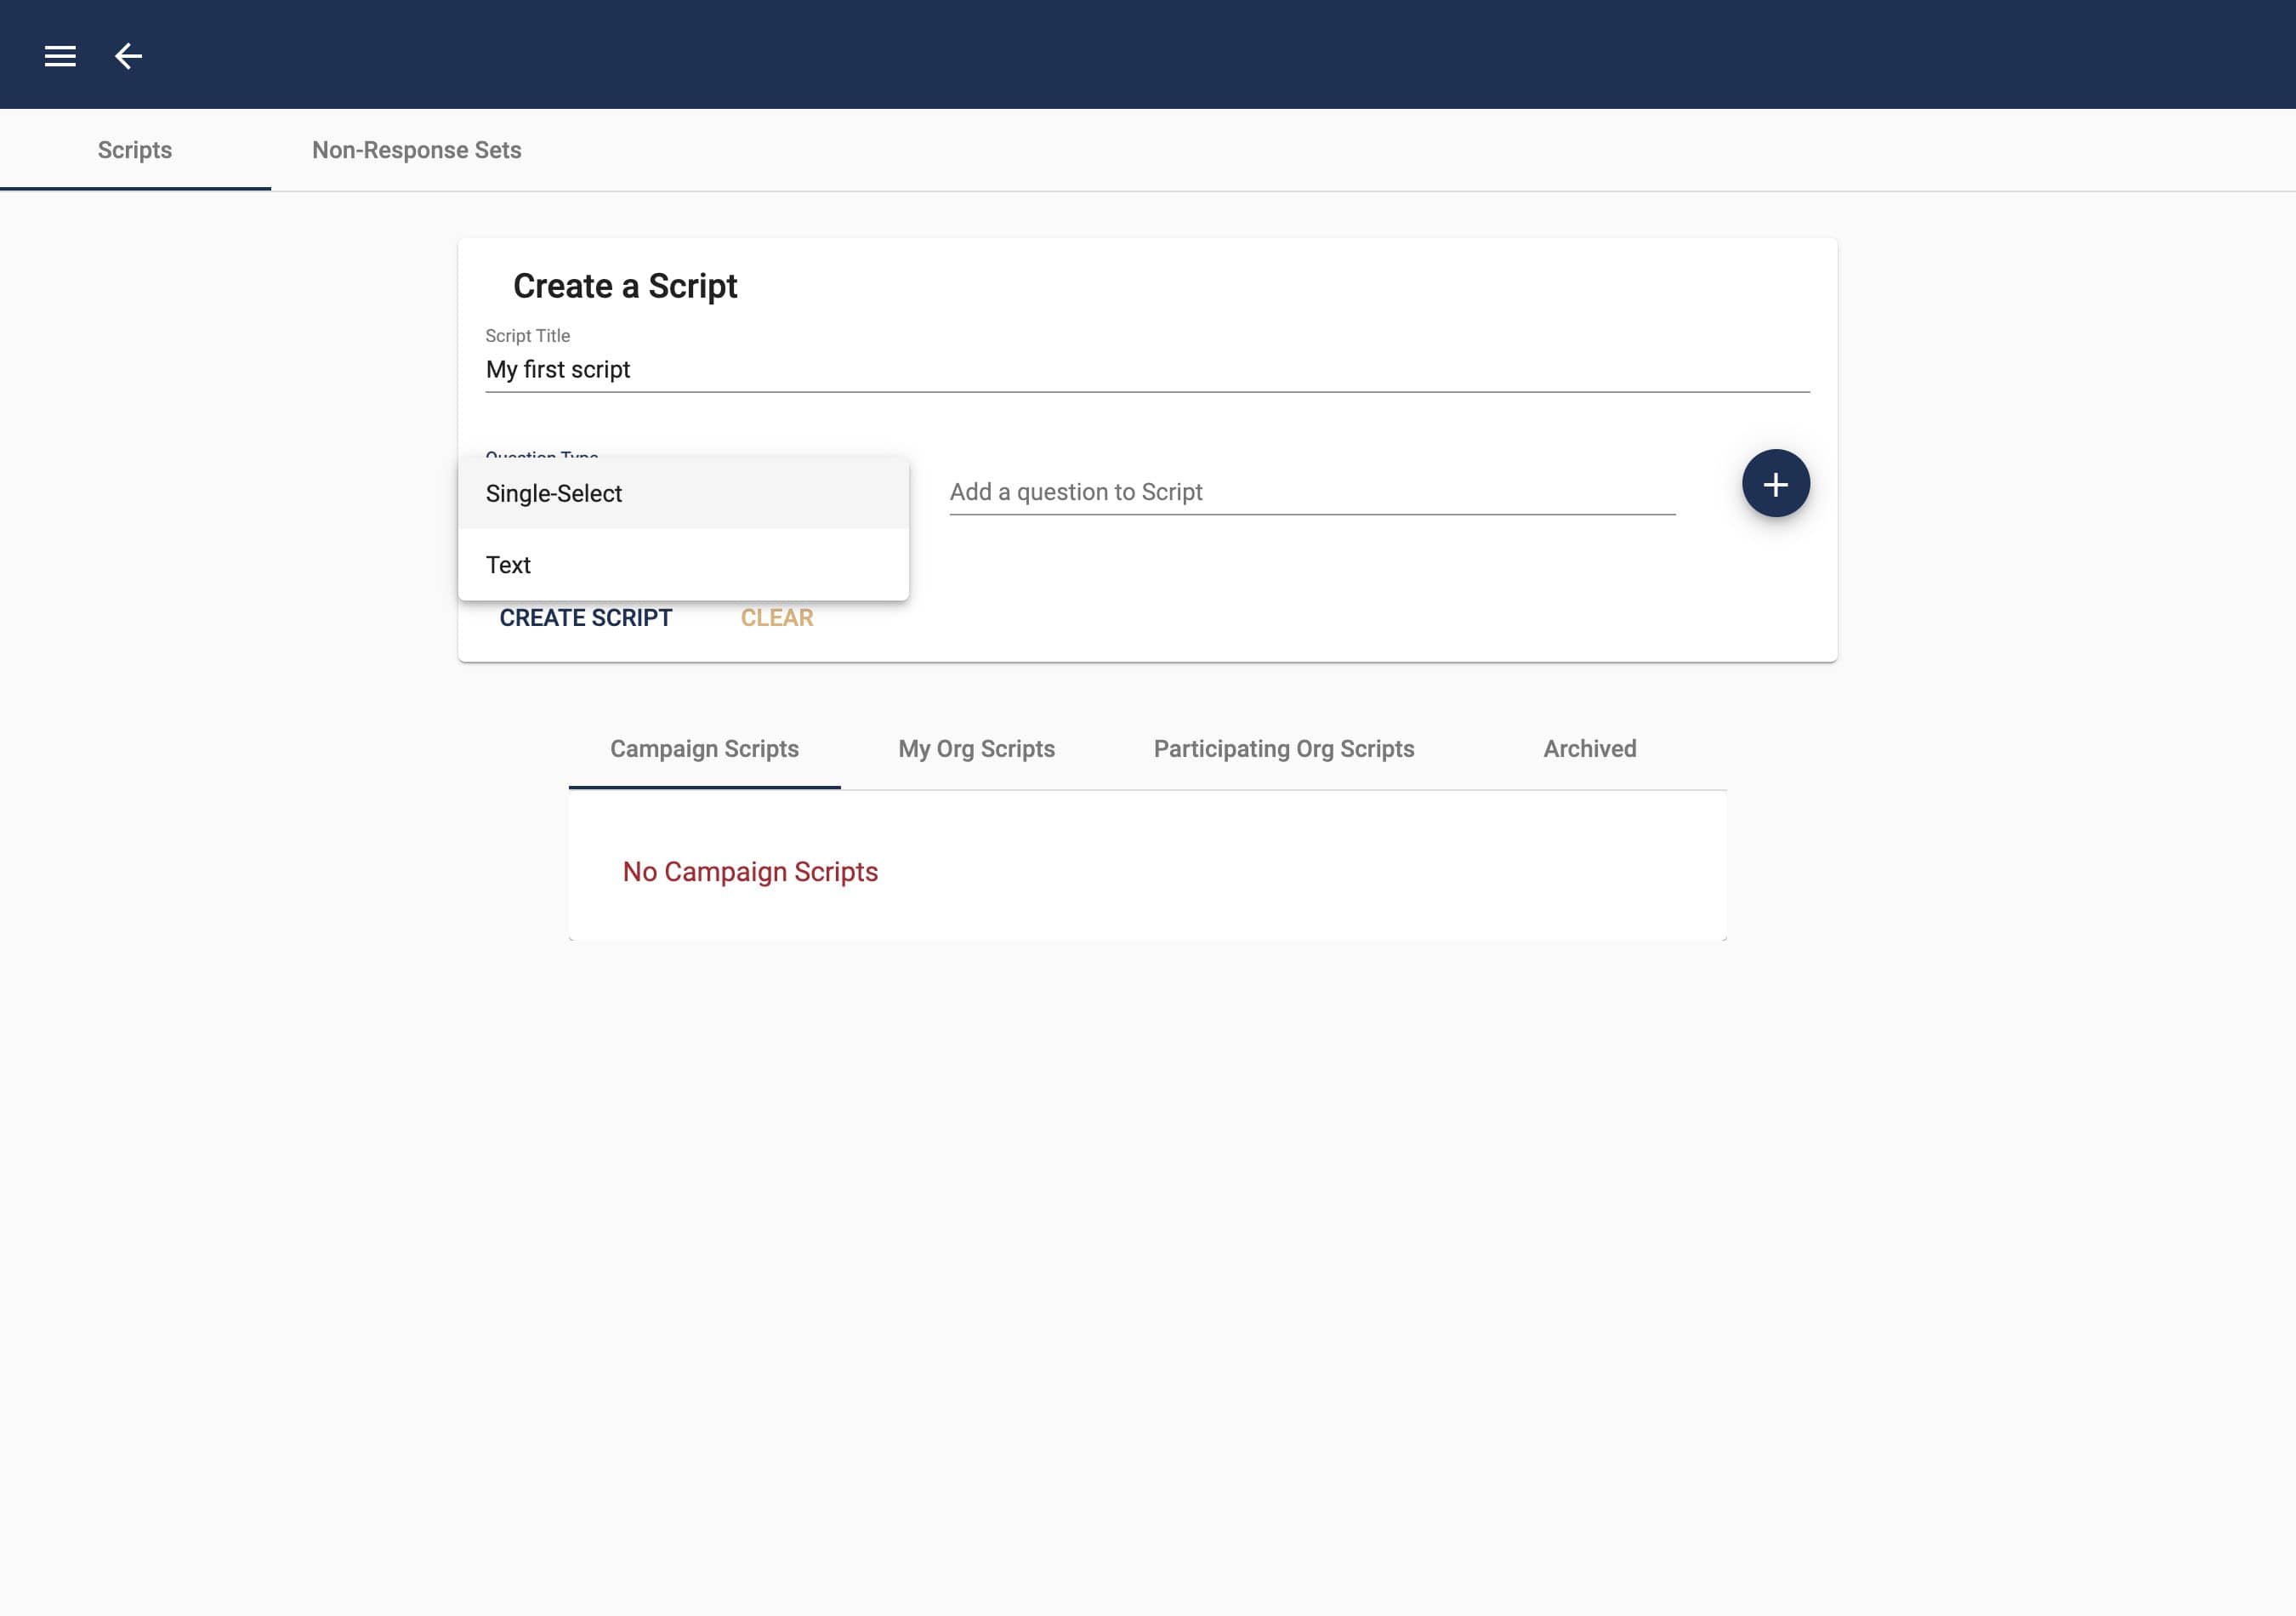 Scripts
Non-Response Sets
Create a Script
Script Title
My first script
Question Type
Single-Select
Add a question to Script
Text
CREATE SCRIPT
CLEAR
Campaign Scripts
My Org Scripts
Participating Org Scripts
Archived
No Campaign Scripts